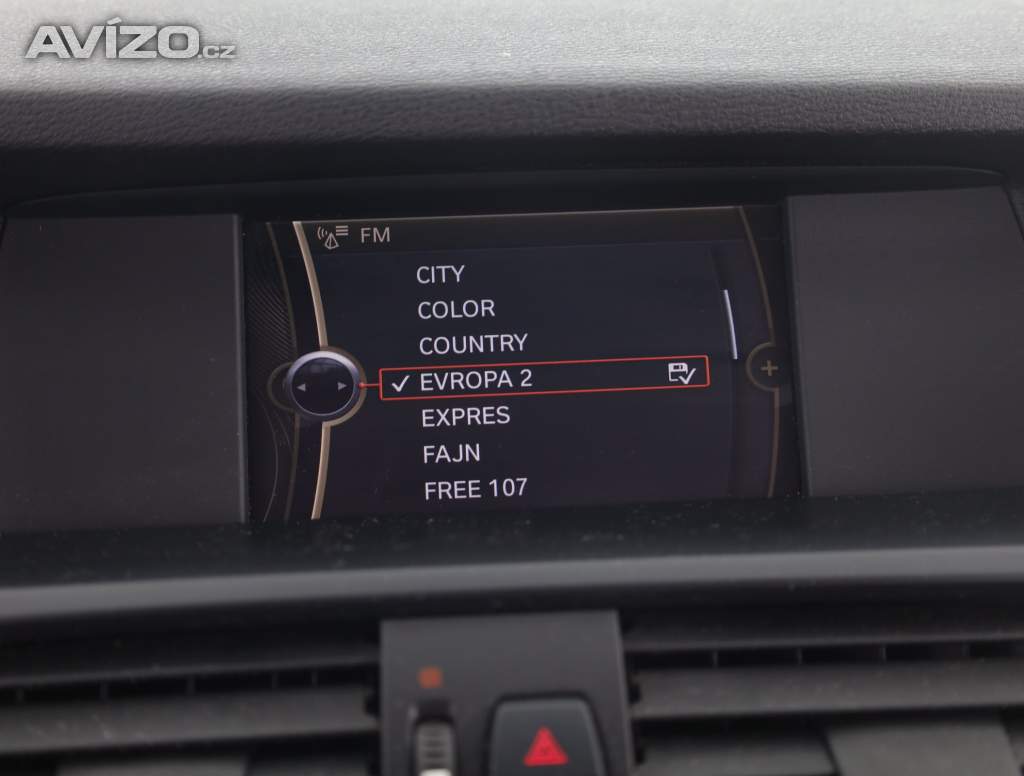 AVÍZO.cz
FM
CITY
COLOR
COUNTRY
EVROPA 2
EXPRES
FAJN
FREE 107